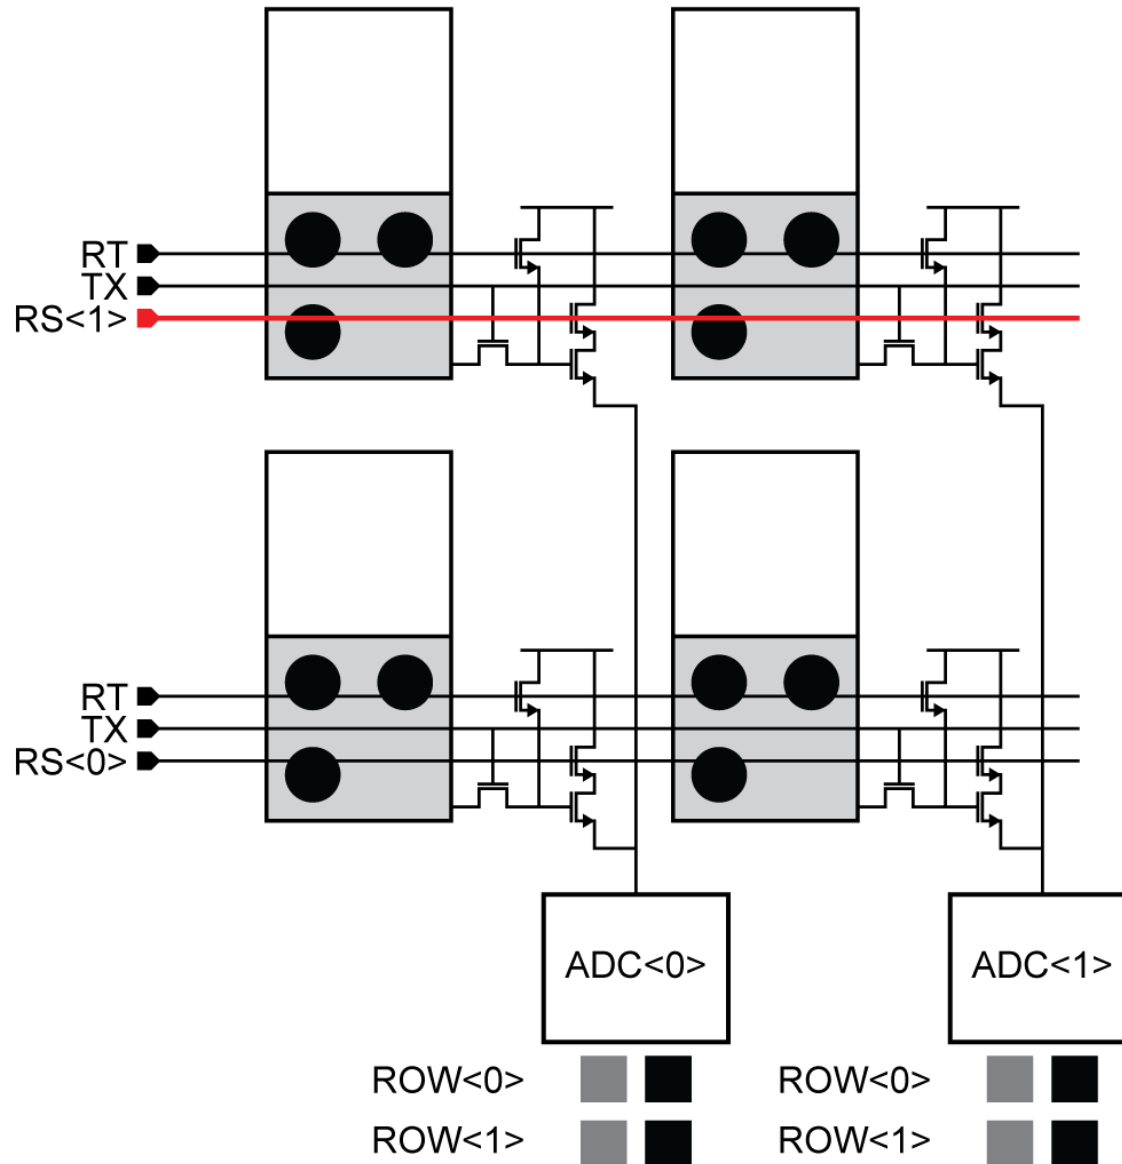 RT
TX
RS<1>
RT
TX
RS<0>
ADC<0> ADC<1>
ROW<0> ROW<0>
ROW<1> ROW<1>